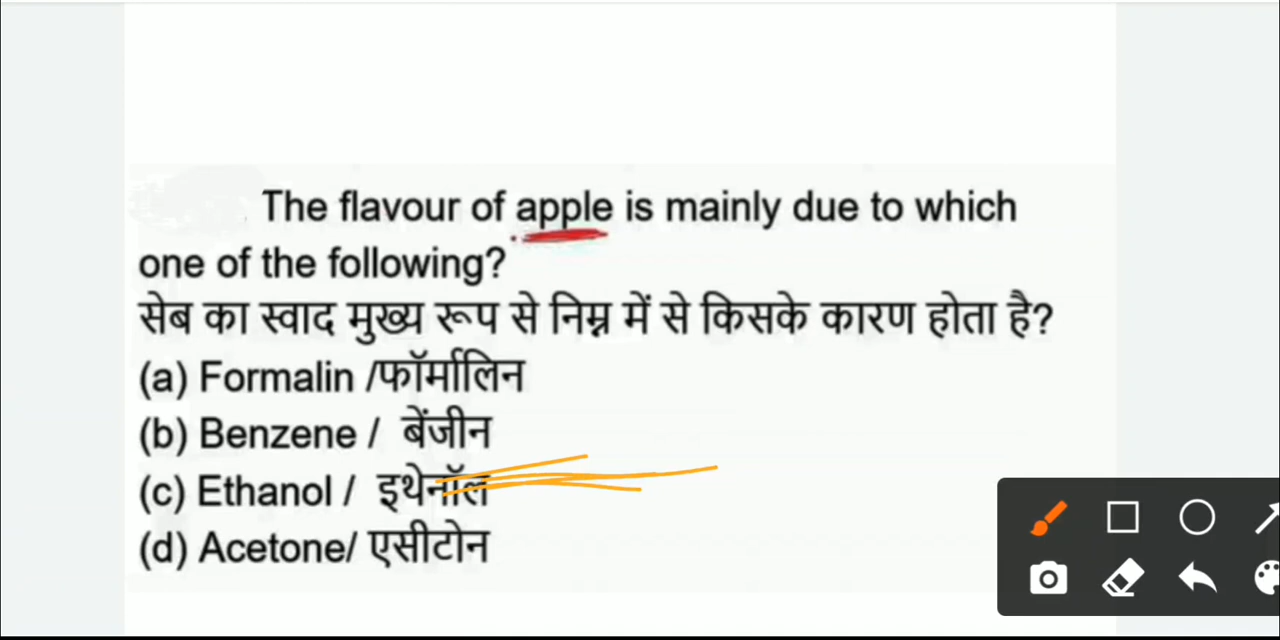 The flavour of apple is mainly due to which
one of the following?
सेब का स्वाद मुख्य रूप से निम्न में से किसके कारण होता है?
(a) Formalin /फॉर्मालिन
(b) Benzene / बेंजीन
(c) Ethanol / इथेनॉल
(d) Acetone/ एसीटोन